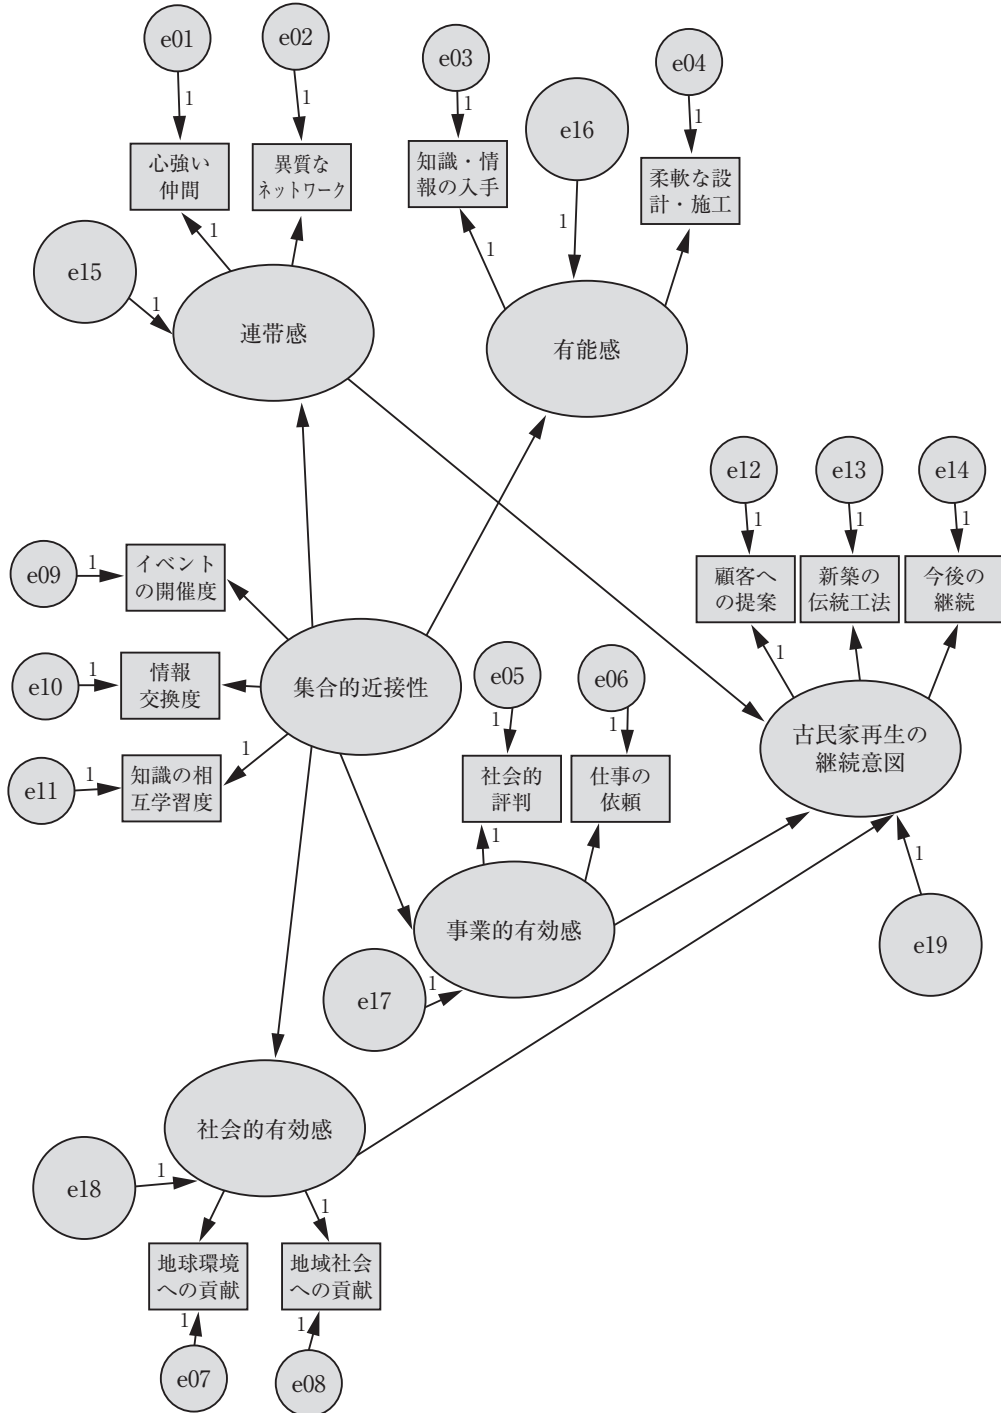 e01
e02
e03
e04
1
1
1
1
e16
心強い
仲間
異質な
ネットワーク
知識・情
報の入手
柔軟な設
計・施工
1
1
1
e15
1
連帯感
有能感
e12
e13
e14
1
1
1
e09
1
イベント
の開催度
顧客へ
の提案
新築の
伝統工法
今後の
継続
1
e10
1
情報
交換度
集合的近接性
e05
e06
1
1
1
e11
1
知識の相
互学習度
社会的
評判
仕事の
依頼
古民家再生の
継続意図
1
1
事業的有効感
e19
e17
1
社会的有効感
e18
1
1
地球環境
への貢献
地域社会
への貢献
1
1
e07
e08